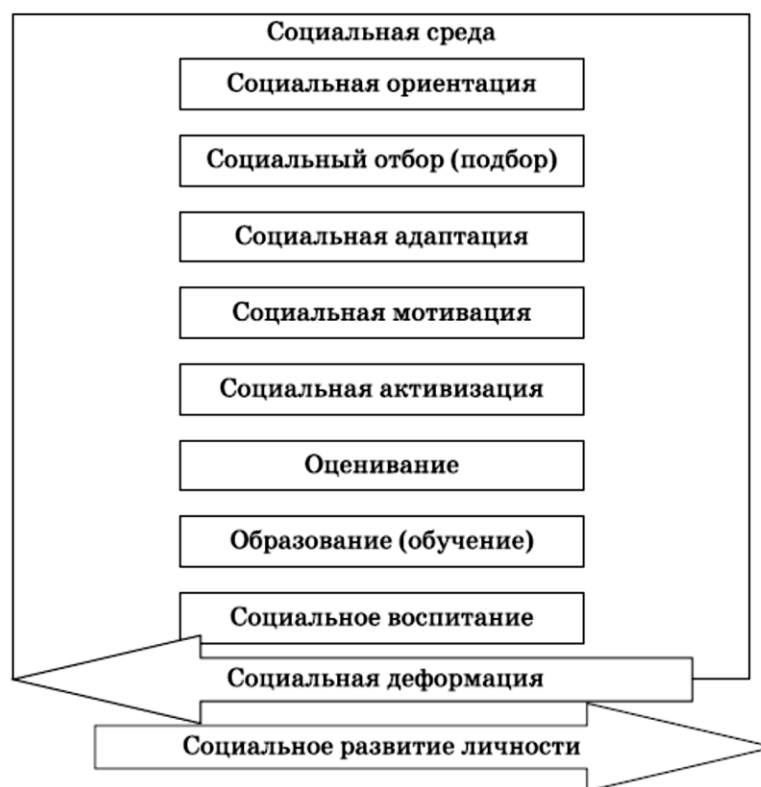 Социальная среда
Социальная ориентация
Социальный отбор (подбор)
Социальная адаптация
Социальная мотивация
Социальная активизация
Оценивание
Образование (обучение)
Социальное воспитание
Социальная деформация
Социальное развитие личности